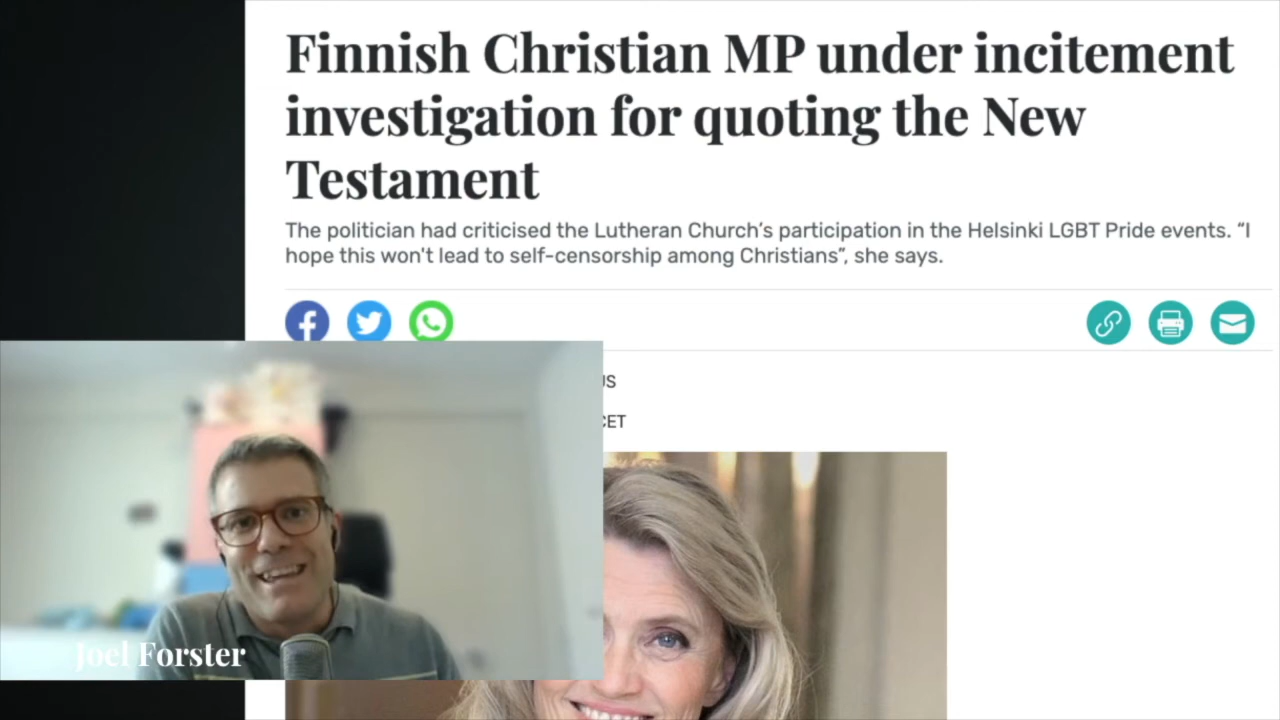 Finnish Christian MP under incitement
investigation for quoting the New
Testament
The politician had criticised the Lutheran Church’s participation in the Helsinki LGBT Pride events. “I
hope this won't lead to self-censorship among Christians”, she says.
CET
Joel Forster